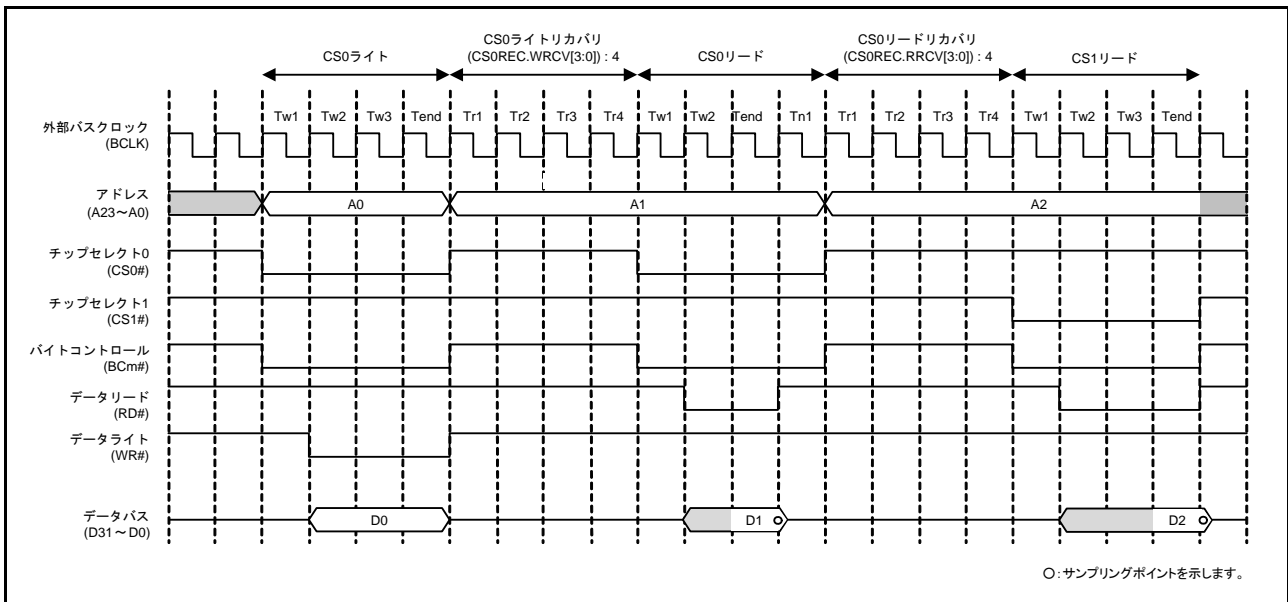 CS0ライト
CS0ライトリカバリ
(CS0REC.WRCV[3:0]) : 4
CS0リード
CS0リードリカバリ
(CS0REC.RRCV[3:0]) : 4
CS1リード
Tw1 Tw2 Tw3 Tend Tr1 Tr2 Tr3 Tr4 Tw1 Tw2 Tend Tn1 Tr1 Tr2 Tr3 Tr4 Tw1 Tw2 Tw3 Tend
外部バスクロック
(BCLK)
アドレス
(A23～A0)
A0 A1 A2
チップセレクト0
(CS0#)
チップセレクト1
(CS1#)
バイトコントロール
(BCm#)
データリード
(RD#)
データライト
(WR#)
データバス
(D31～D0)
D0 D1 D2
○:サンプリングポイントを示します。